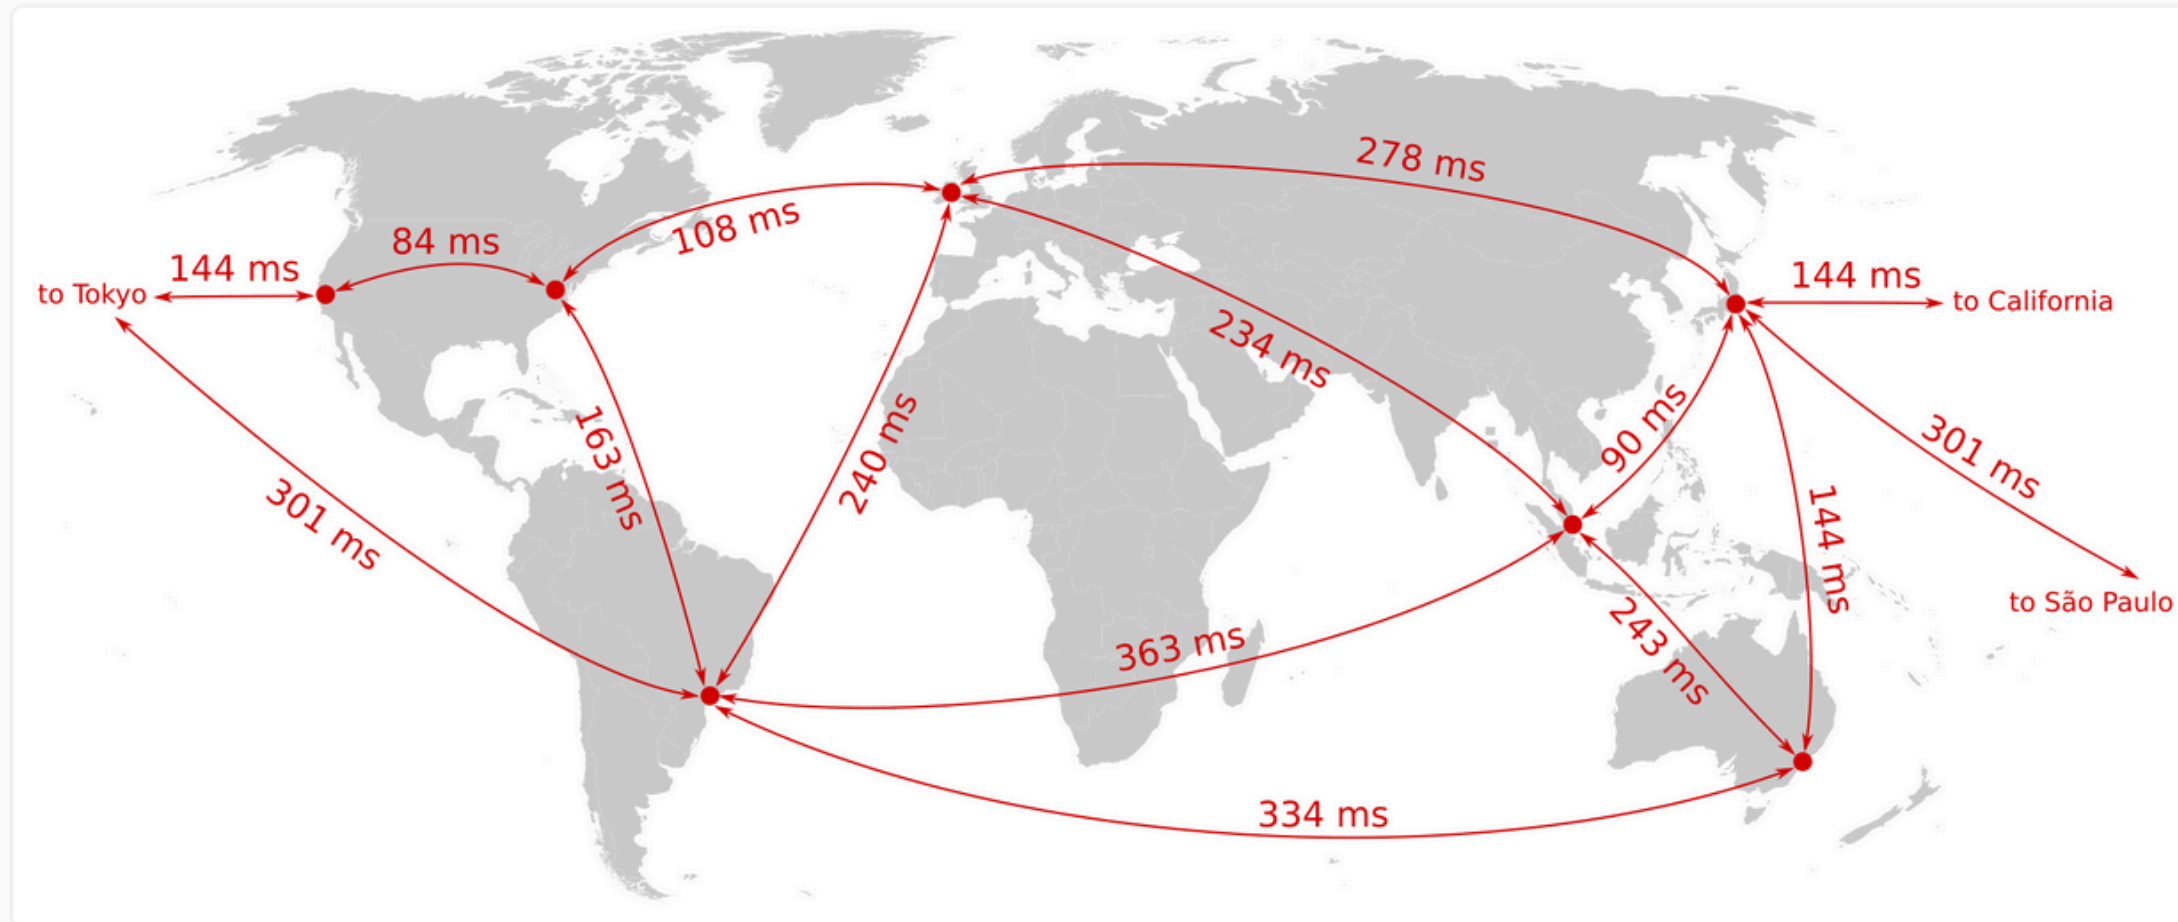 278 ms
108 ms
84 ms
144 ms
to Tokyo
144 ms
to California
234 ms
90 ms
301 ms
163 ms
240 ms
301 ms
144 ms
to São Paulo
243 ms
363 ms
334 ms